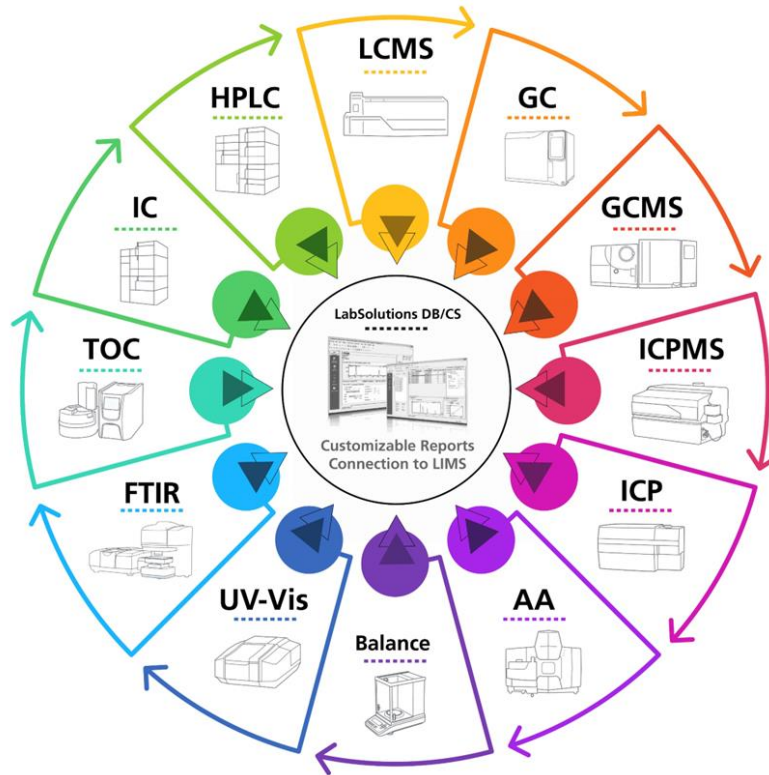 LCMS
GC
GCMS
ICPMS
ICP
AA
Balance
UV-Vis
FTIR
TOC
IC
HPLC
LabSolutions DB/CS
Customizable Reports
Connection to LIMS